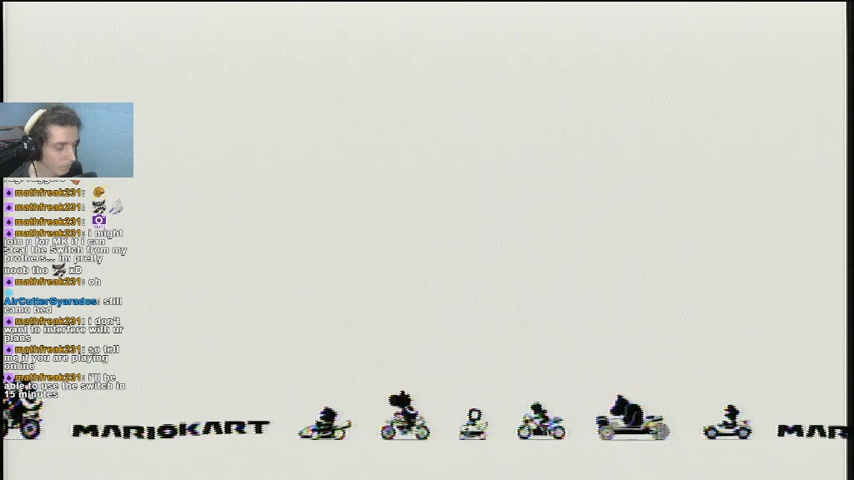 mathfreak231:
mathfreak231:
mathfreak231:
mathfreak231: i might
join u for MK if i can
steal the Switch from my
brothers... im pretty
noob tho xD
mathfreak231: oh
AirCutterGyarados: still
camo bed
mathfreak231: i don't
want to interfere with ur
plans
mathfreak231: so tell
me if you are playing
online
mathfreak231: i'll be
able to use the switch in
15 minutes
MARIOKART
MAR